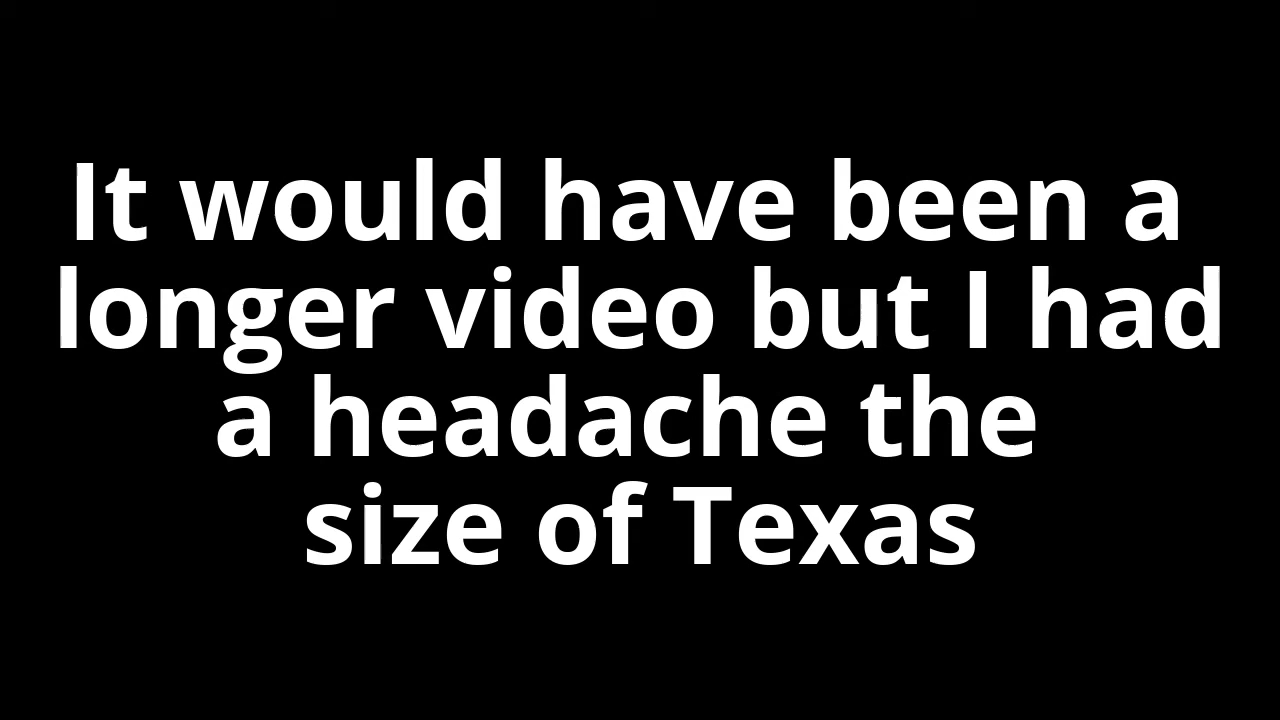 It would have been a
longer video but I had
a headache the
size of Texas